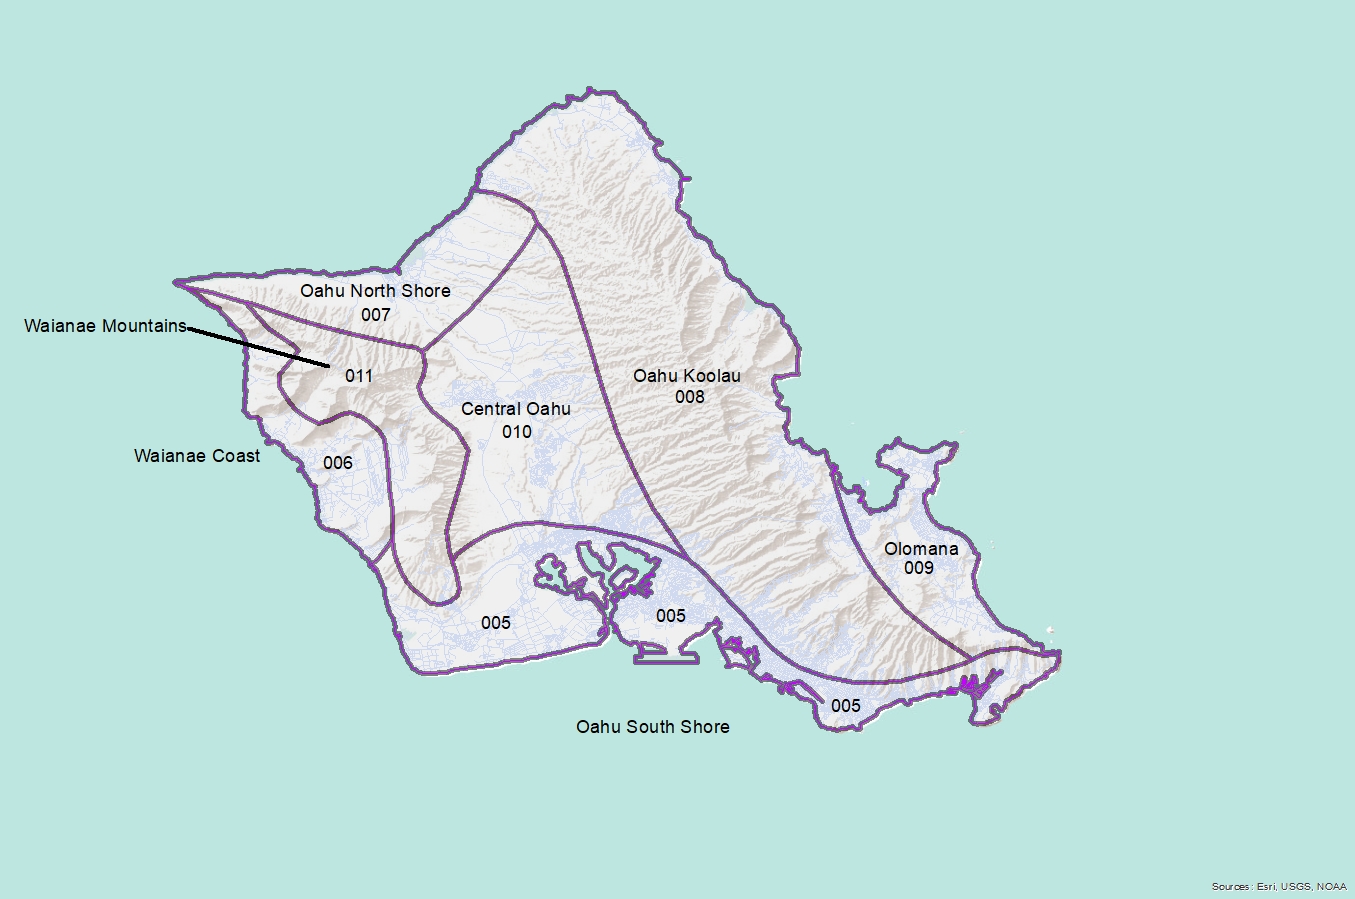 Oahu North Shore
007
Waianae Mountains
011
Oahu Koolau
008
Central Oahu
010
Waianae Coast
006
Olomana
009
005
005
005
Oahu South Shore
Sources: Esri, USGS, NOAA